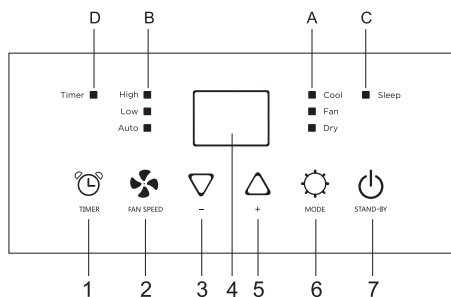 D B A C
Timer High Cool Sleep
Low Fan
Auto Dry
TIMER FAN SPEED − + MODE STAND-BY
1 2 3 4 5 6 7